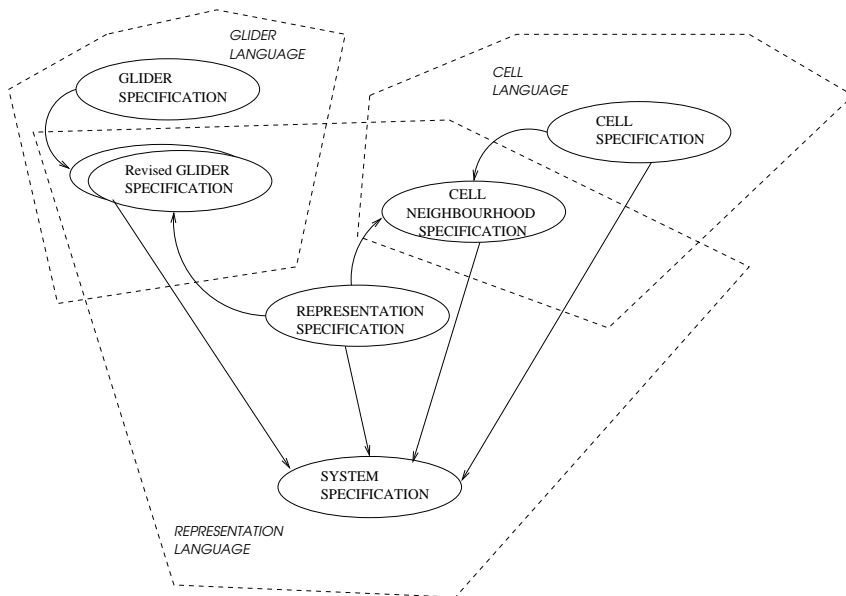 GLIDER
LANGUAGE
GLIDER
SPECIFICATION
CELL
LANGUAGE
CELL
SPECIFICATION
Revised GLIDER
SPECIFICATION
CELL
NEIGHBOURHOOD
SPECIFICATION
REPRESENTATION
SPECIFICATION
SYSTEM
SPECIFICATION
REPRESENTATION
LANGUAGE